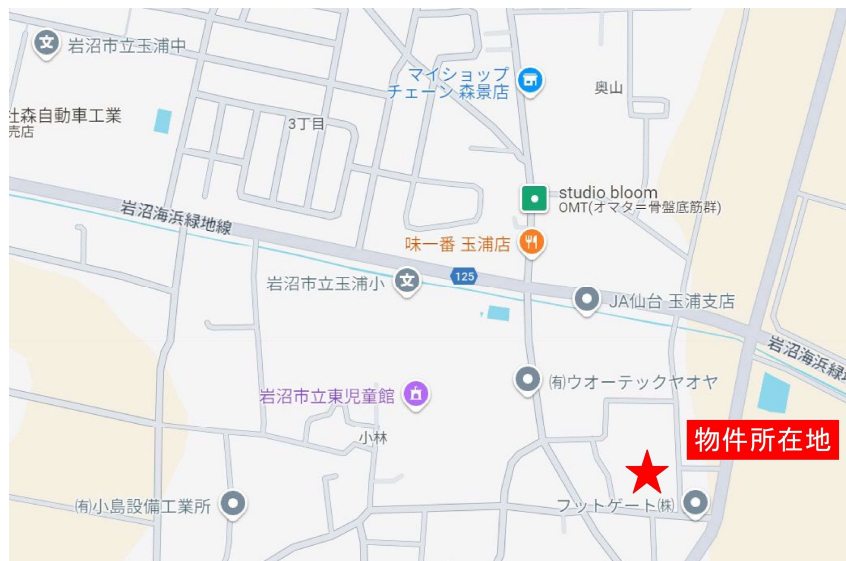 岩沼市立玉浦中
マイショップ
チェーン 森景店
奥山
社森自動車工業
売店
3丁目
studio bloom
OMT(オマタ=骨盤底筋群)
岩沼海浜緑地線
味一番 玉浦店
岩沼市立玉浦小
125
JA仙台 玉浦支店
岩沼海浜緑
㈲ウオーテックヤオヤ
岩沼市立東児童館
小林
物件所在地
㈲小島設備工業所
フットゲート㈱